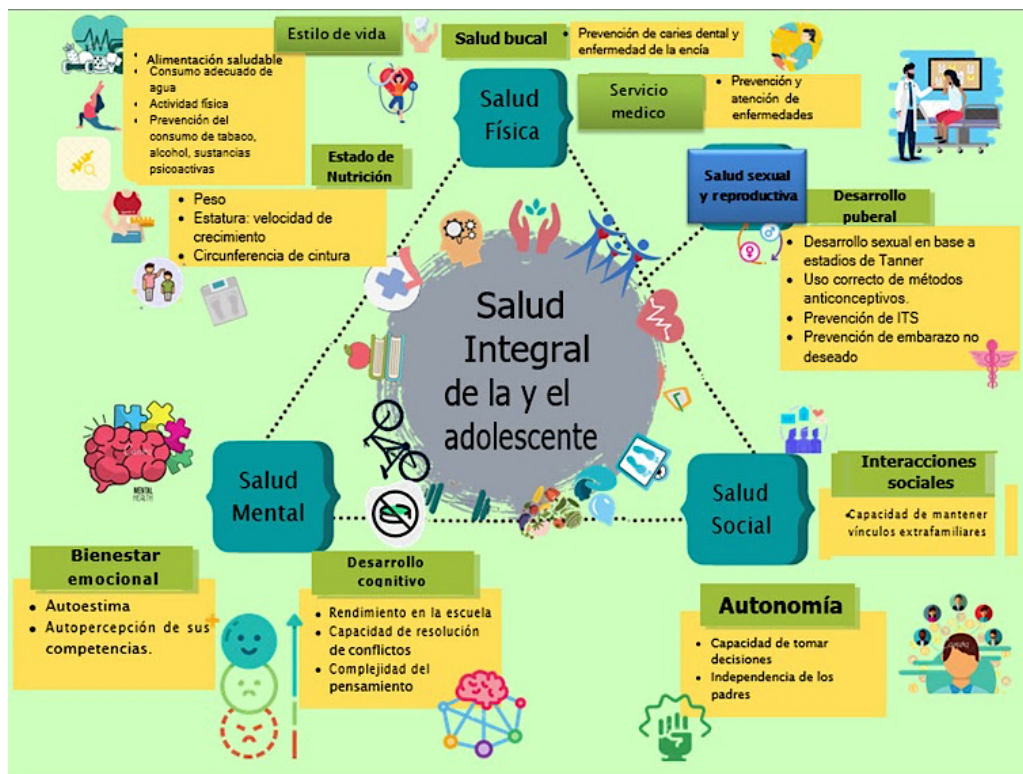 Estilo de vida
Alimentación saludable
Consumo adecuado de
agua
Actividad física
Prevención del
consumo de tabaco,
alcohol, sustancias
psicoactivas
Salud bucal
Prevención de caries dental y
enfermedad de la encía
Salud
Física
Servicio
medico
Prevención y
atención de
enfermedades
Estado de
Nutrición
Peso
Estatura: velocidad de
crecimiento
Circunferencia de cintura
Salud sexual
y reproductiva
Desarrollo
puberal
Desarrollo sexual en base a
estadios de Tanner
Uso correcto de métodos
anticonceptivos.
Prevención de ITS
Prevención de embarazo no
deseado
Salud
Integral
de la y el
adolescente
MENTAL
HEALTH
Salud
Mental
Salud
Social
Interacciones
sociales
Capacidad de mantener
vínculos extrafamiliares
Bienestar
emocional
Autoestima
Autopercepción de sus
competencias.
Desarrollo
cognitivo
Rendimiento en la escuela
Capacidad de resolución
de conflictos
Complejidad del
pensamiento
Autonomía
Capacidad de tomar
decisiones
Independencia de los
padres